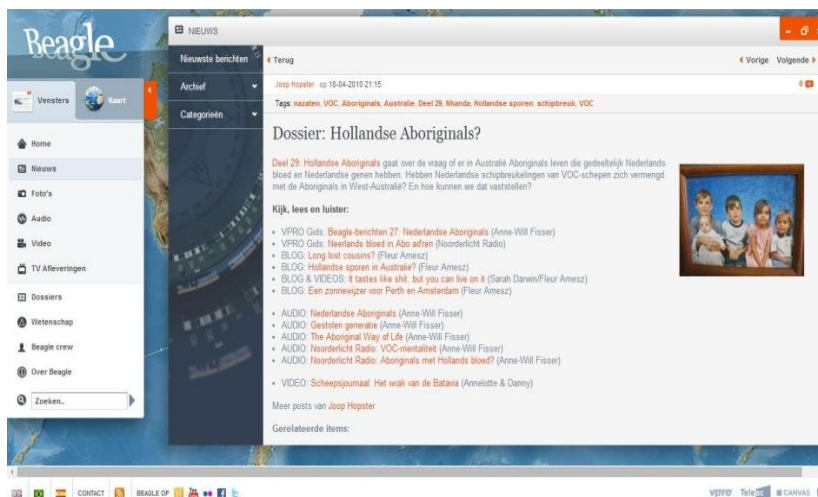 Beagle
Vensters
Kaart
Home
Nieuws
Foto's
Audio
Video
TV Afleveringen
Dossiers
Wetenschap
Beagle crew
Over Beagle
Zoeken..
NIEUWS
Nieuwste berichten
Archief
Categorieën
Terug
Vorige Volgende
Joop Hopster op 18-04-2010 21:15
0
Tags: nazaten, VOC, Aboriginals, Australie, Deel 29, Nhanda, Hollandse sporen, schipbreuk, VOC
Dossier: Hollandse Aboriginals?
Deel 29: Hollandse Aboriginals gaat over de vraag of er in Australië Aboriginals leven die gedeeltelijk Nederlands
bloed en Nederlandse genen hebben. Hebben Nederlandse schipbreukelingen van VOC-schepen zich vermengd
met de Aboriginals in West-Australië? En hoe kunnen we dat vaststellen?
Kijk, lees en luister:
• VPRO Gids: Beagle-berichten 27: Nederlandse Aboriginals (Anne-Will Fisser)
• VPRO Gids: Neerlands bloed in Abo ad'ren (Noorderlicht Radio)
• BLOG: Long lost cousins? (Fleur Amesz)
• BLOG: Hollandse sporen in Australie? (Fleur Amesz)
• BLOG & VIDEOS: It tastes like shit, but you can live on it (Sarah Darwin/Fleur Amesz)
• BLOG: Een zonnewijzer voor Perth en Amsterdam (Fleur Amesz)
• AUDIO: Nederlandse Aboriginals (Anne-Will Fisser)
• AUDIO: Gestolen generatie (Anne-Will Fisser)
• AUDIO: The Aboriginal Way of Life (Anne-Will Fisser)
• AUDIO: Noorderlicht Radio: VOC-mentaliteit (Anne-Will Fisser)
• AUDIO: Noorderlicht Radio: Aboriginals met Hollands bloed? (Anne-Will Fisser)
• VIDEO: Scheepsjournaal: Het wrak van de Batavia (Annelotte & Danny)
Meer posts van Joop Hopster
Gerelateerde items:
CONTACT
BEAGLE OP
vpro Teleac CANVAS